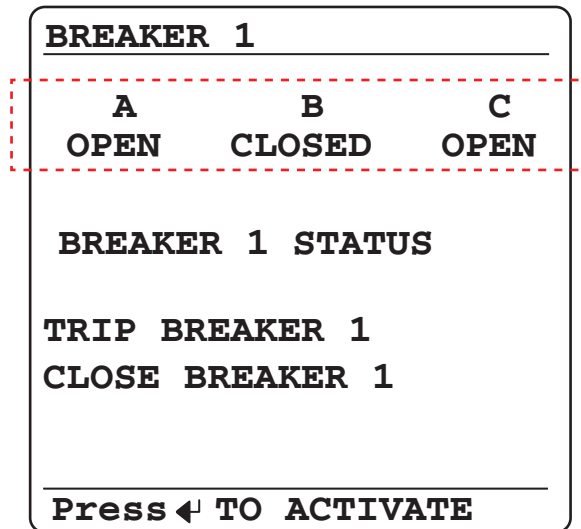 BREAKER 1
A B C
OPEN CLOSED OPEN
BREAKER 1 STATUS
TRIP BREAKER 1
CLOSE BREAKER 1
Press ↵ TO ACTIVATE